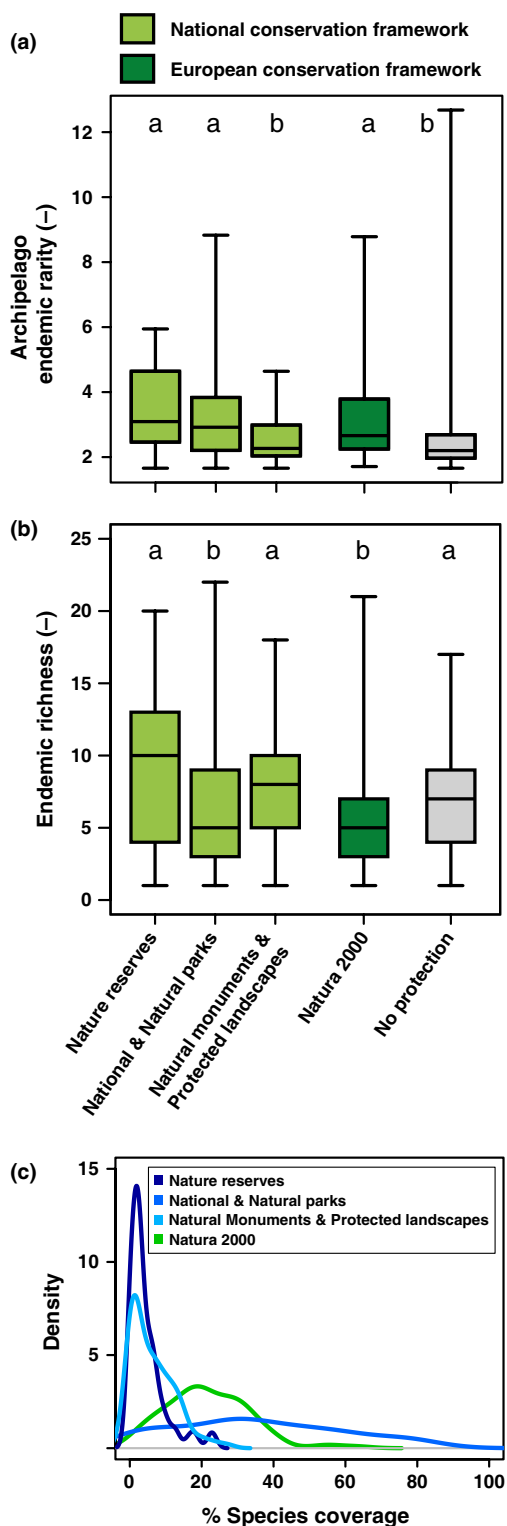 (a)
National conservation framework
European conservation framework
a a b a b
12
10
8
6
4
2
Archipelago
endemic rarity (–)
(b)
a b a b a
25
20
15
10
5
0
Endemic richness (–)
Nature reserves
National & Natural parks
Natural monuments &
Protected landscapes
Natura 2000
No protection
(c)
15
10
5
Density
Nature reserves
National & Natural parks
Natural Monuments & Protected landscapes
Natura 2000
0 20 40 60 80 100
% Species coverage